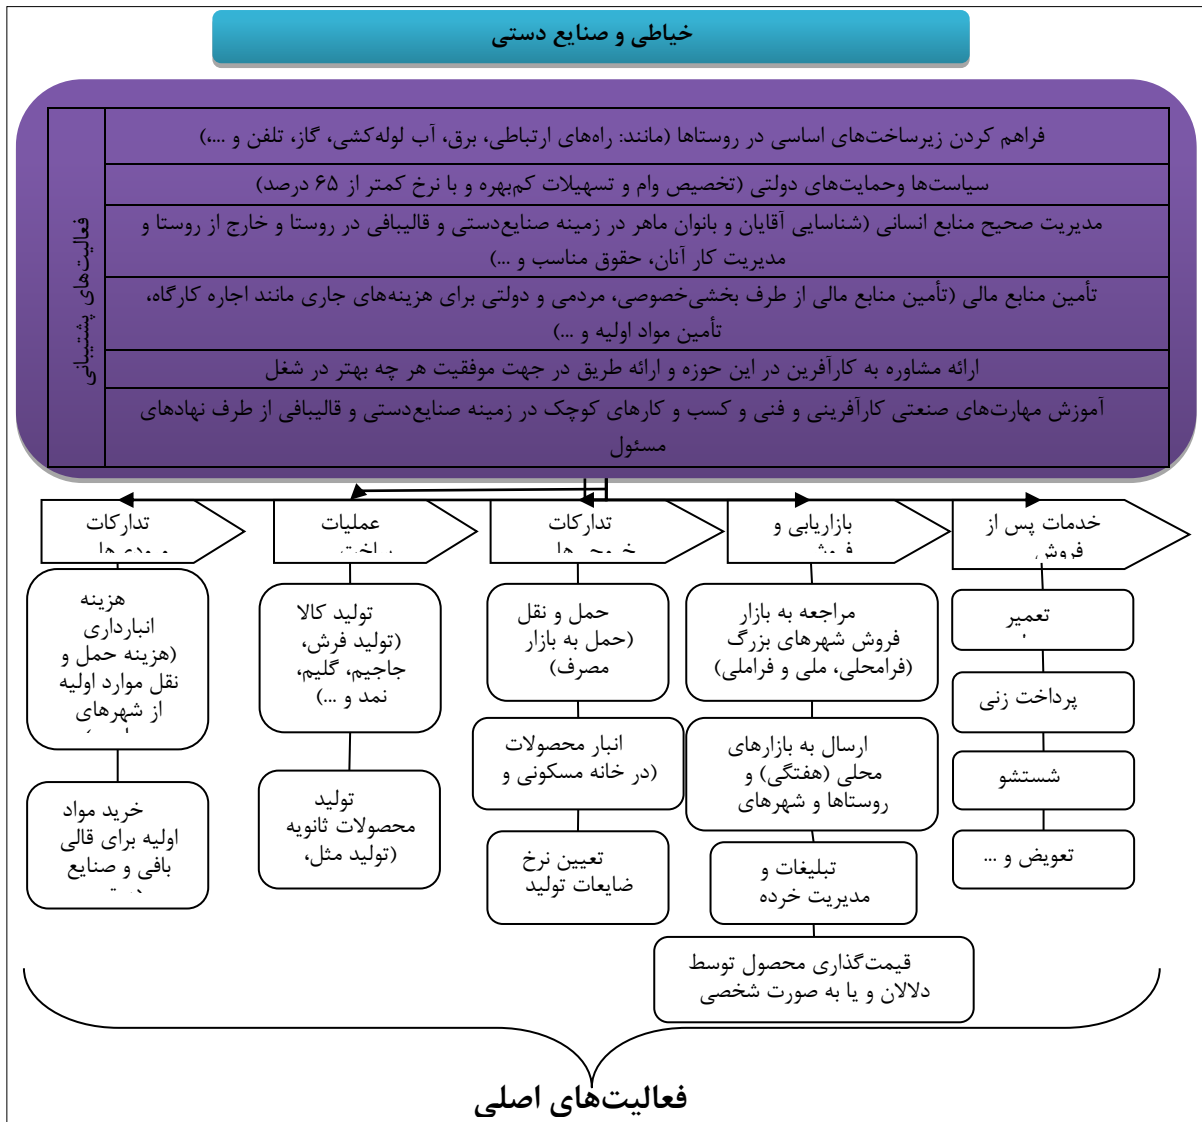 خیاطی و صنایع دستی
فعالیت‌های پشتیبانی
فراهم کردن زیرساخت‌های اساسی در روستاها (مانند: راه‌های ارتباطی، برق، آب لوله‌کشی، گاز، تلفن و ...،)
سیاست‌ها وحمایت‌های دولتی (تخصیص وام و تسهیلات کم‌بهره و با نرخ کمتر از ۶۵ درصد)
مدیریت صحیح منابع انسانی (شناسایی آقایان و بانوان ماهر در زمینه صنایع‌دستی و قالیبافی در روستا و خارج از روستا و
مدیریت کار آنان، حقوق مناسب و ...)
تأمین منابع مالی (تأمین منابع مالی از طرف بخشی‌خصوصی، مردمی و دولتی برای هزینه‌های جاری مانند اجاره کارگاه،
تأمین مواد اولیه و ...)
ارائه مشاوره به کارآفرین در این حوزه و ارائه طریق در جهت موفقیت هر چه بهتر در شغل
آموزش مهارت‌های صنعتی کارآفرینی و فنی و کسب و کارهای کوچک در زمینه صنایع‌دستی و قالیبافی از طرف نهادهای
مسئول
خدمات پس از
فروش
تعمیر
پرداخت زنی
شستشو
تعویض و ...
بازاریابی و
فروش
مراجعه به بازار
فروش شهرهای بزرگ
(فرامحلی، ملی و فراملی)
ارسال به بازارهای
محلی (هفتگی) و
روستاها و شهرهای
تبلیغات و
مدیریت خرده
قیمت‌گذاری محصول توسط
دلالان و یا به صورت شخصی
تدارکات
حمل و نقل
(حمل به بازار
مصرف)
انبار محصولات
(در خانه مسکونی و
تعیین نرخ
ضایعات تولید
عملیات
تولید کالا
(تولید فرش،
جاجیم، گلیم،
نمد و ...)
تولید
محصولات ثانویه
(تولید مثل،
تدارکات
هزینه
انبارداری
(هزینه حمل و
نقل موارد اولیه
از شهرهای
خرید مواد
اولیه برای قالی
بافی و صنایع
فعالیت‌های اصلی